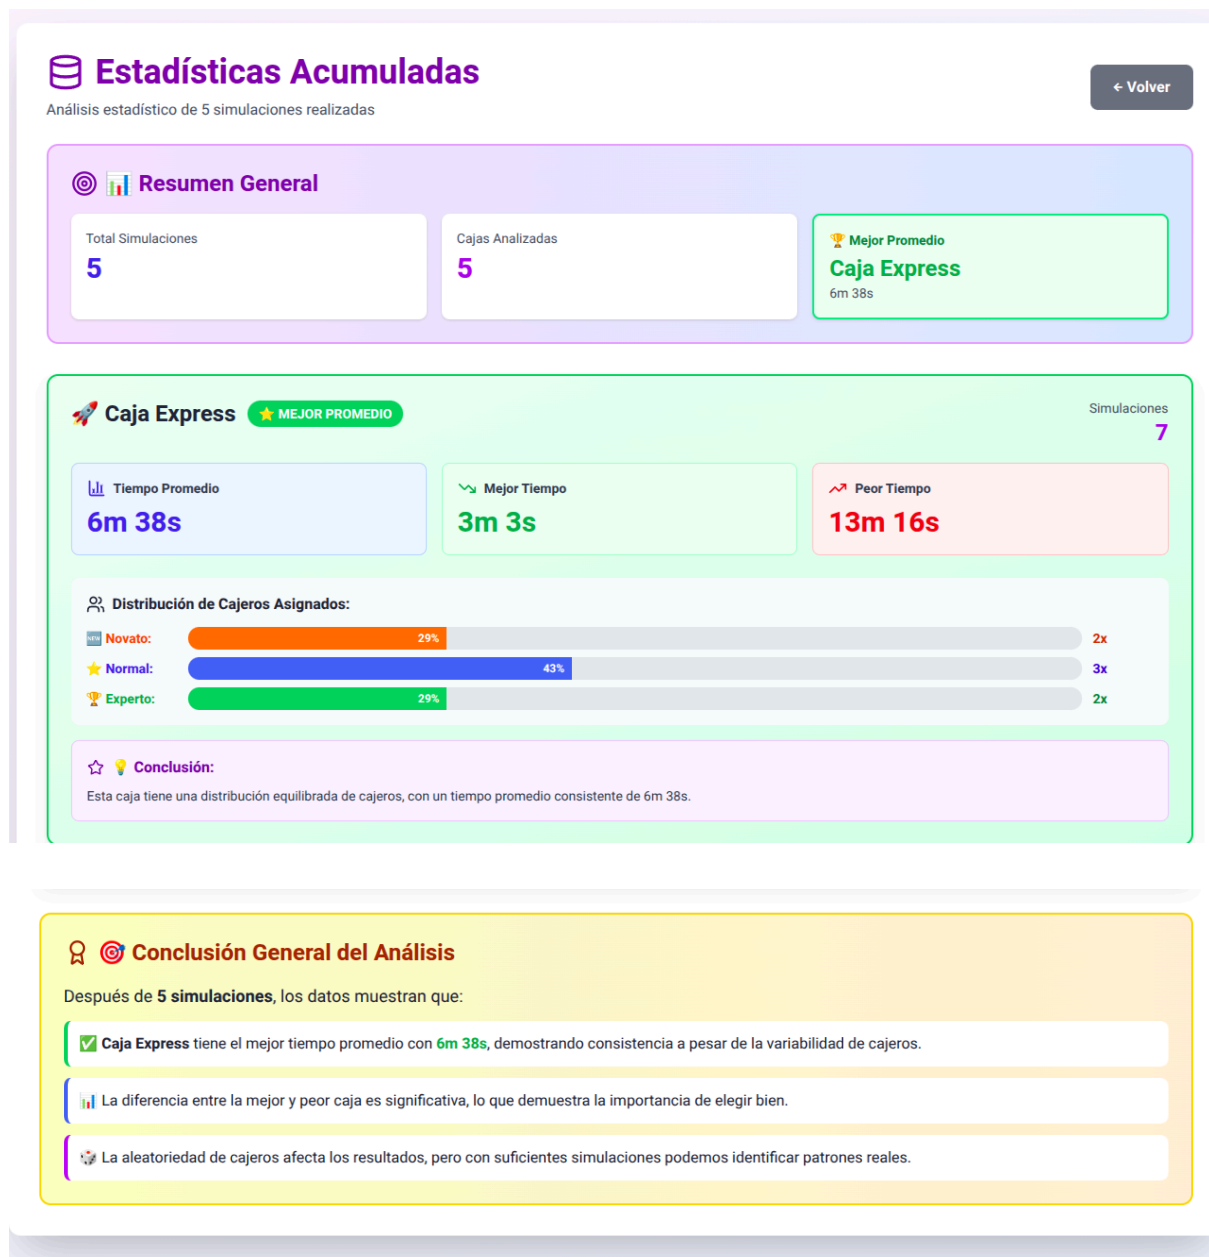 Estadísticas Acumuladas
← Volver
Análisis estadístico de 5 simulaciones realizadas
📊 Resumen General
Total Simulaciones
5
Cajas Analizadas
5
🏆 Mejor Promedio
Caja Express
6m 38s
🚀 Caja Express
⭐ MEJOR PROMEDIO
Simulaciones
7
Tiempo Promedio
6m 38s
Mejor Tiempo
3m 3s
Peor Tiempo
13m 16s
Distribución de Cajeros Asignados:
🆕 Novato: 29% 2x
⭐ Normal: 43% 3x
🏆 Experto: 29% 2x
💡 Conclusión:
Esta caja tiene una distribución equilibrada de cajeros, con un tiempo promedio consistente de 6m 38s.
🎯 Conclusión General del Análisis
Después de 5 simulaciones, los datos muestran que:
✅ Caja Express tiene el mejor tiempo promedio con 6m 38s, demostrando consistencia a pesar de la variabilidad de cajeros.
📊 La diferencia entre la mejor y peor caja es significativa, lo que demuestra la importancia de elegir bien.
🎲 La aleatoriedad de cajeros afecta los resultados, pero con suficientes simulaciones podemos identificar patrones reales.